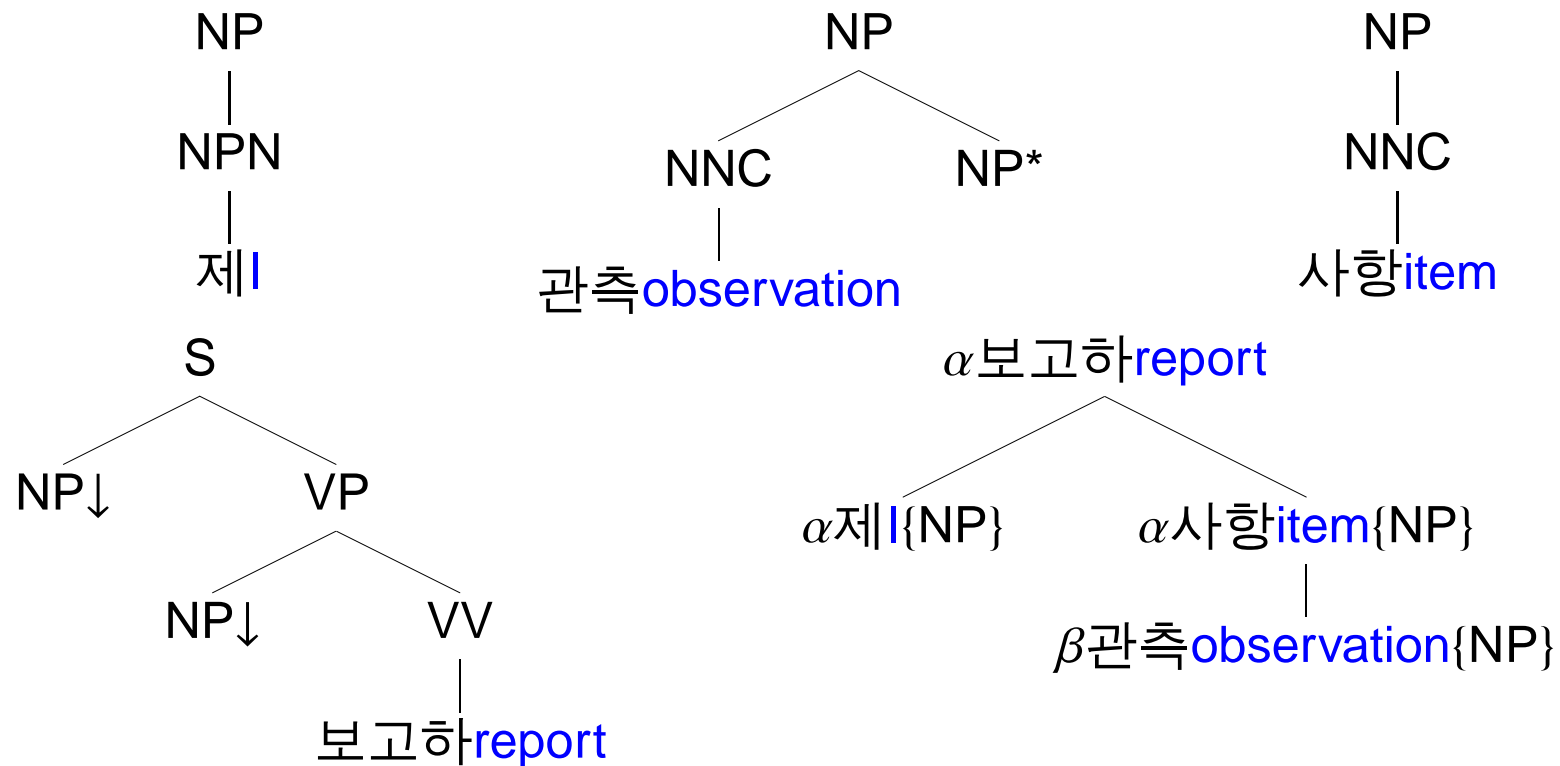 NP NP NP
NPN NNC NP* NNC
제I 관측observation 사항item
S α보고하report
NP↓ VP α제I{NP} α사항item{NP}
NP↓ VV β관측observation{NP}
보고하report